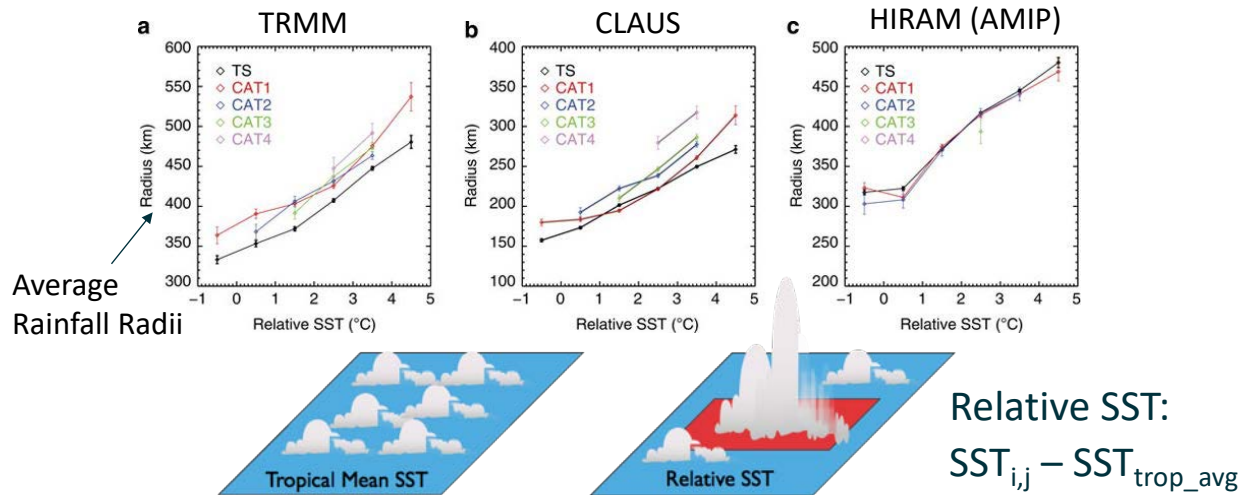 TRMM
CLAUS
HIRAM (AMIP)
a
b
c
600
550
500
450
400
350
300
Radius (km)
TS
CAT1
CAT2
CAT3
CAT4
−1 0 1 2 3 4 5
Relative SST (°C)
400
350
300
250
200
150
100
Radius (km)
TS
CAT1
CAT2
CAT3
CAT4
−1 0 1 2 3 4 5
Relative SST (°C)
500
450
400
350
300
250
200
Radius (km)
TS
CAT1
CAT2
CAT3
CAT4
−1 0 1 2 3 4 5
Relative SST (°C)
Average
Rainfall Radii
Tropical Mean SST
Relative SST
Relative SST:
SSTi,j – SSTtrop_avg